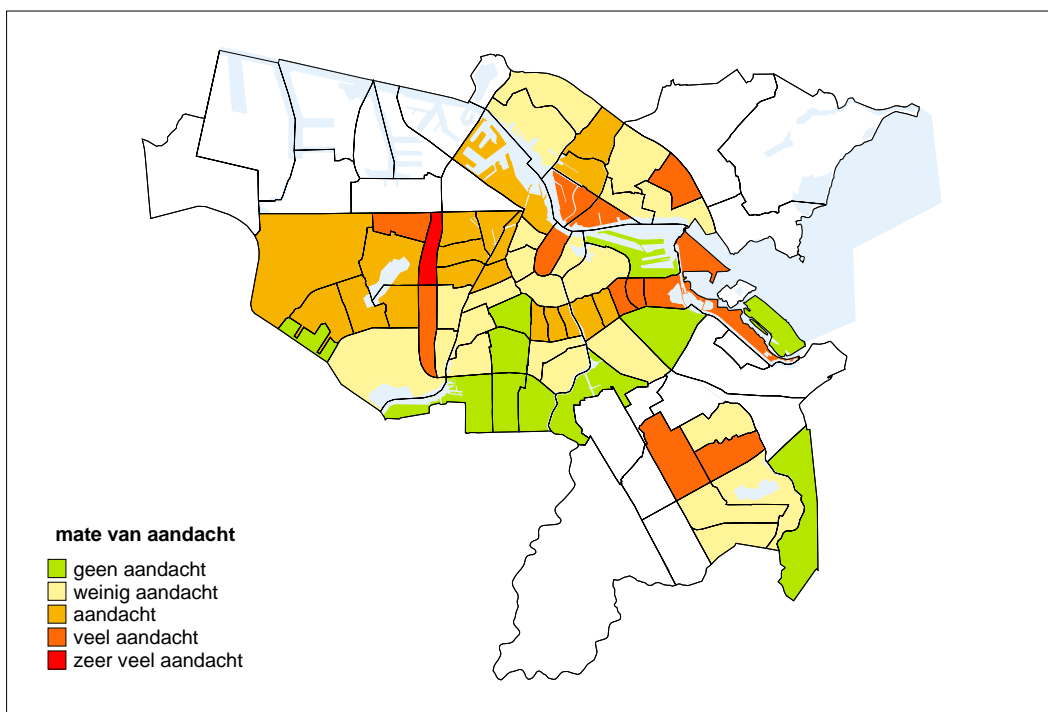 mate van aandacht
geen aandacht
weinig aandacht
aandacht
veel aandacht
zeer veel aandacht